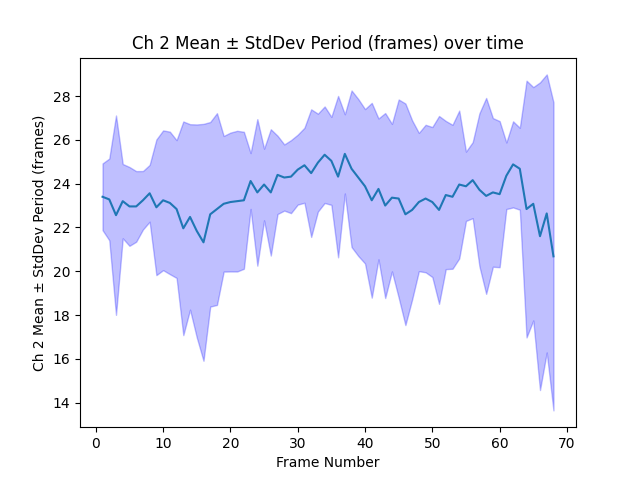 Ch 2 Mean ± StdDev Period (frames) over time
Ch 2 Mean ± StdDev Period (frames)
28
26
24
22
20
18
16
14
0 10 20 30 40 50 60 70
Frame Number